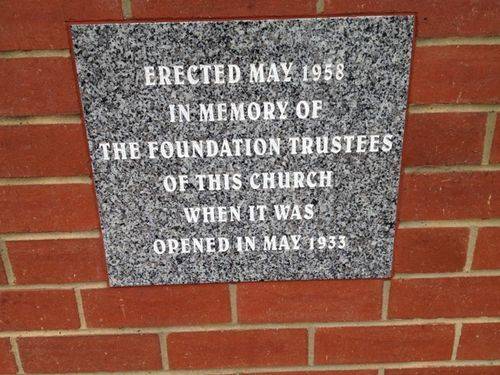 ERECTED MAY 1958
IN MEMORY OF
THE FOUNDATION TRUSTEES
OF THIS CHURCH
WHEN IT WAS
OPENED IN MAY 1933